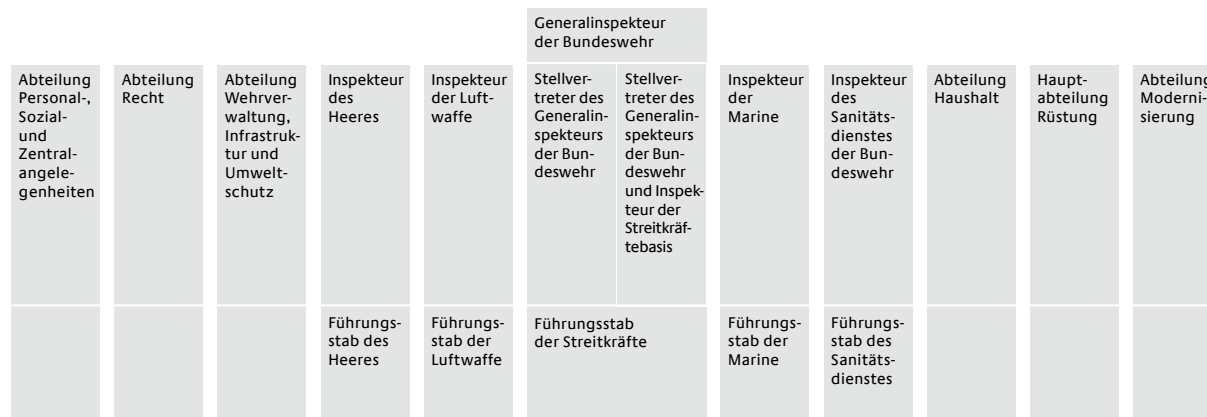 Generalinspekteur
der Bundeswehr
Abteilung
Personal-,
Sozial-
und
Zentral-
angele-
genheiten
Abteilung
Recht
Abteilung
Wehrver-
waltung,
Infrastruk-
tur und
Umwelt-
schutz
Inspekteur
des
Heeres
Inspekteur
der Luft-
waffe
Stellver-
treter des
Generalin-
spekteurs
der Bun-
deswehr
Stellver-
treter des
Generalin-
spekteurs
der Bun-
deswehr
und Inspek-
teur der
Streitkräf-
tebasis
Inspekteur
der
Marine
Inspekteur
des
Sanitäts-
dienstes
der Bun-
deswehr
Abteilung
Haushalt
Haupt-
abteilung
Rüstung
Abteilung
Moderni-
sierung
Führungs-
stab des
Heeres
Führungs-
stab der
Luftwaffe
Führungsstab
der Streitkräfte
Führungs-
stab der
Marine
Führungs-
stab des
Sanitäts-
dienstes